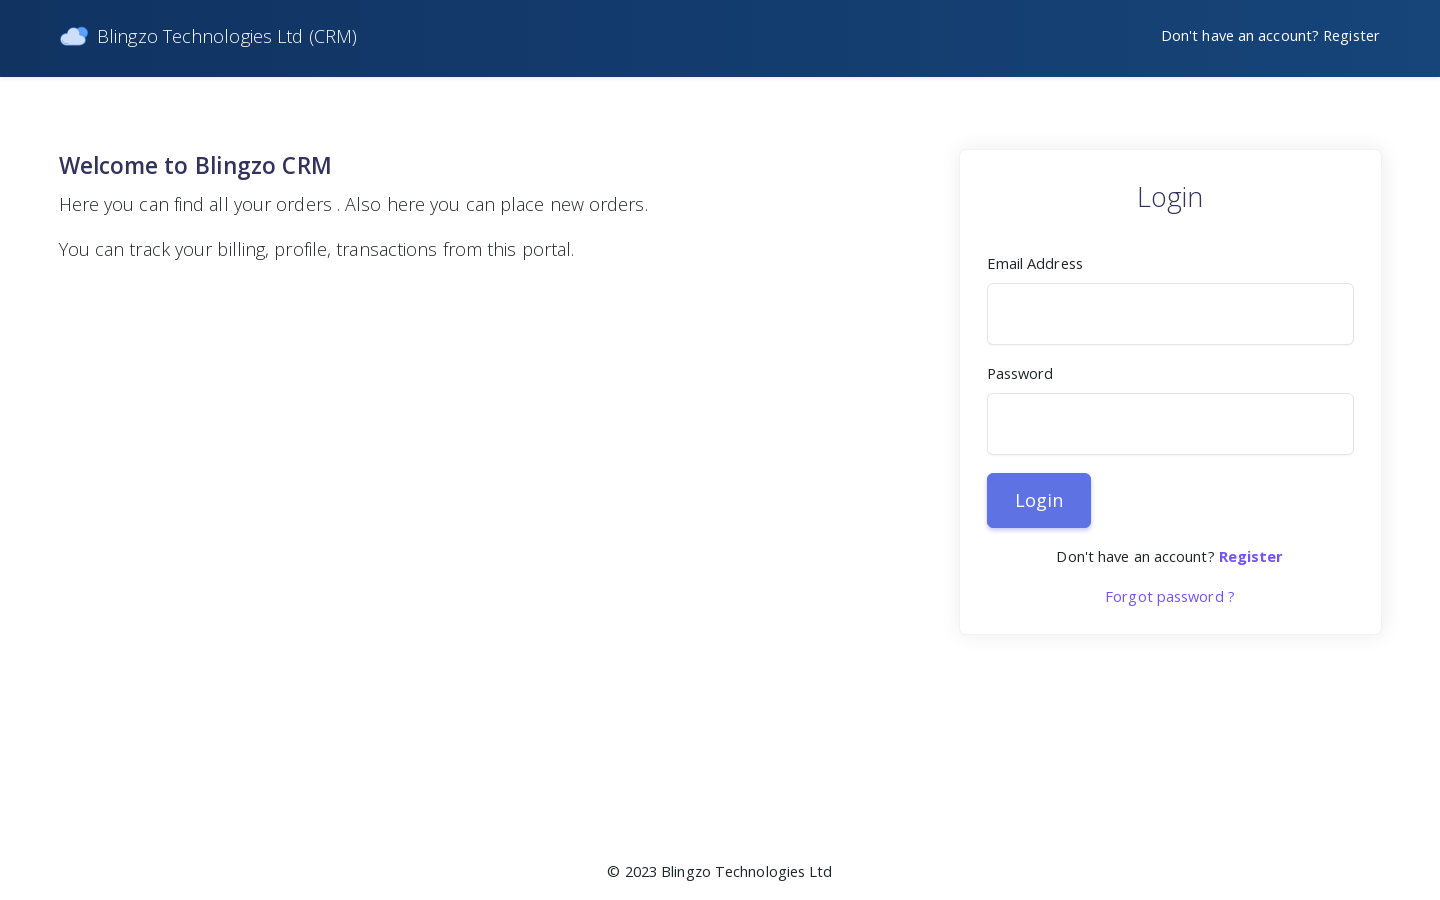 Blingzo Technologies Ltd (CRM)
Don't have an account? Register
Welcome to Blingzo CRM
Here you can find all your orders . Also here you can place new orders.
You can track your billing, profile, transactions from this portal.
Login
Email Address
Password
Login
Don't have an account? Register
Forgot password ?
© 2023 Blingzo Technologies Ltd